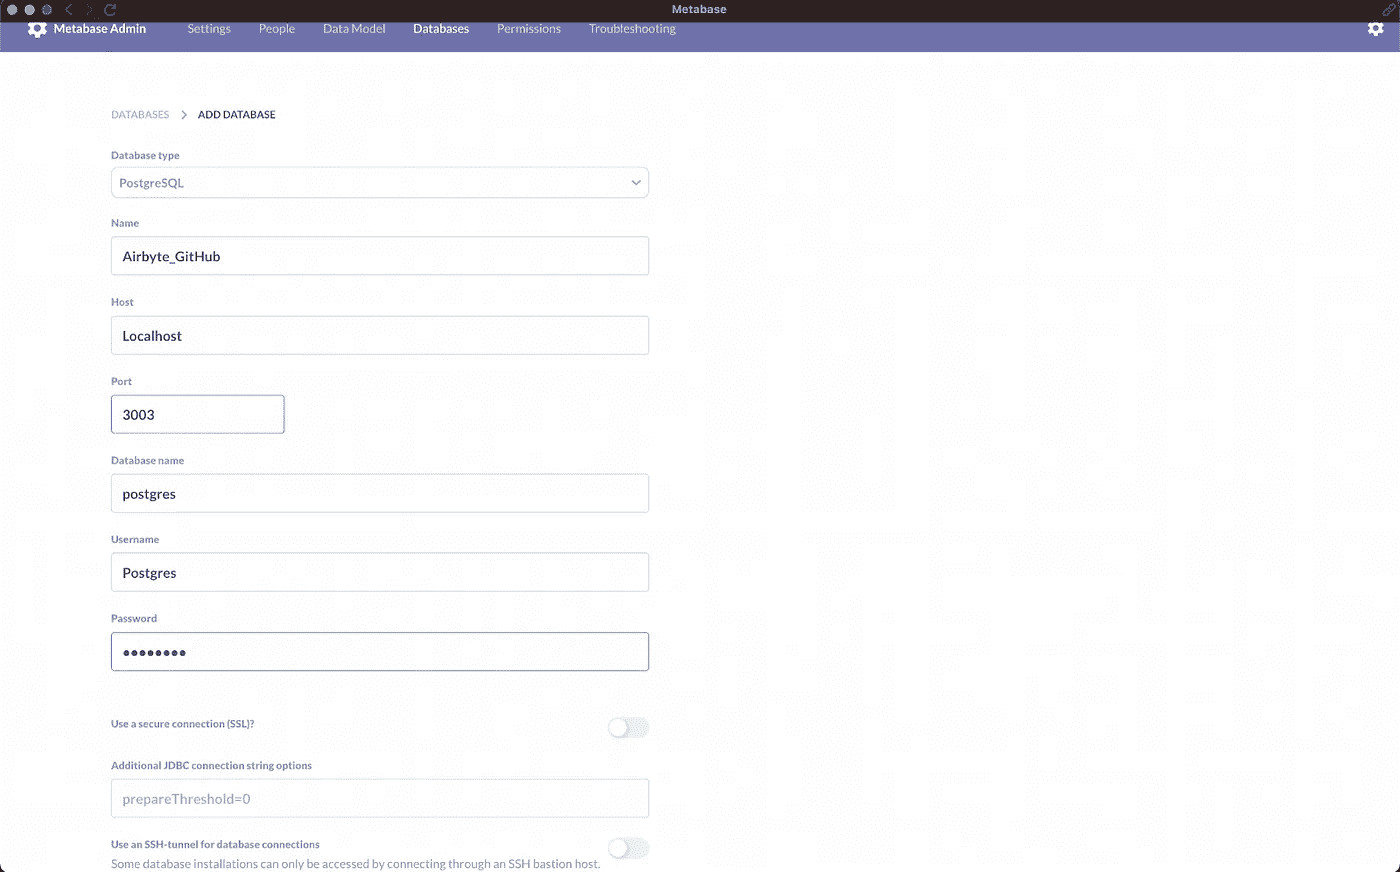 Metabase
Metabase Admin Settings People Data Model Databases Permissions Troubleshooting
DATABASES > ADD DATABASE
Database type
PostgreSQL
Name
Airbyte_GitHub
Host
Localhost
Port
3003
Database name
postgres
Username
Postgres
Password
••••••••
Use a secure connection (SSL)?
Additional JDBC connection string options
prepareThreshold=0
Use an SSH-tunnel for database connections
Some database installations can only be accessed by connecting through an SSH bastion host.